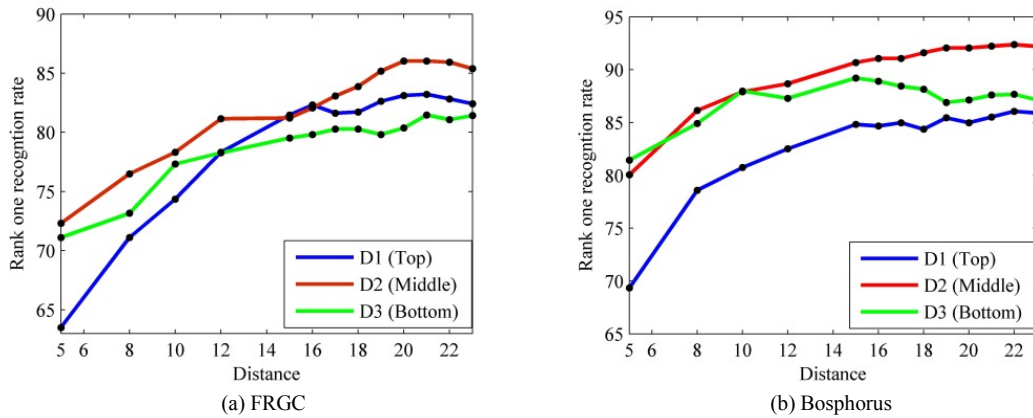 90
85
80
75
70
65
Rank one recognition rate
D1 (Top)
D2 (Middle)
D3 (Bottom)
5 6 8 10 12 14 16 18 20 22
Distance
(a) FRGC
95
90
85
80
75
70
65
Rank one recognition rate
D1 (Top)
D2 (Middle)
D3 (Bottom)
5 6 8 10 12 14 16 18 20 22
Distance
(b) Bosphorus